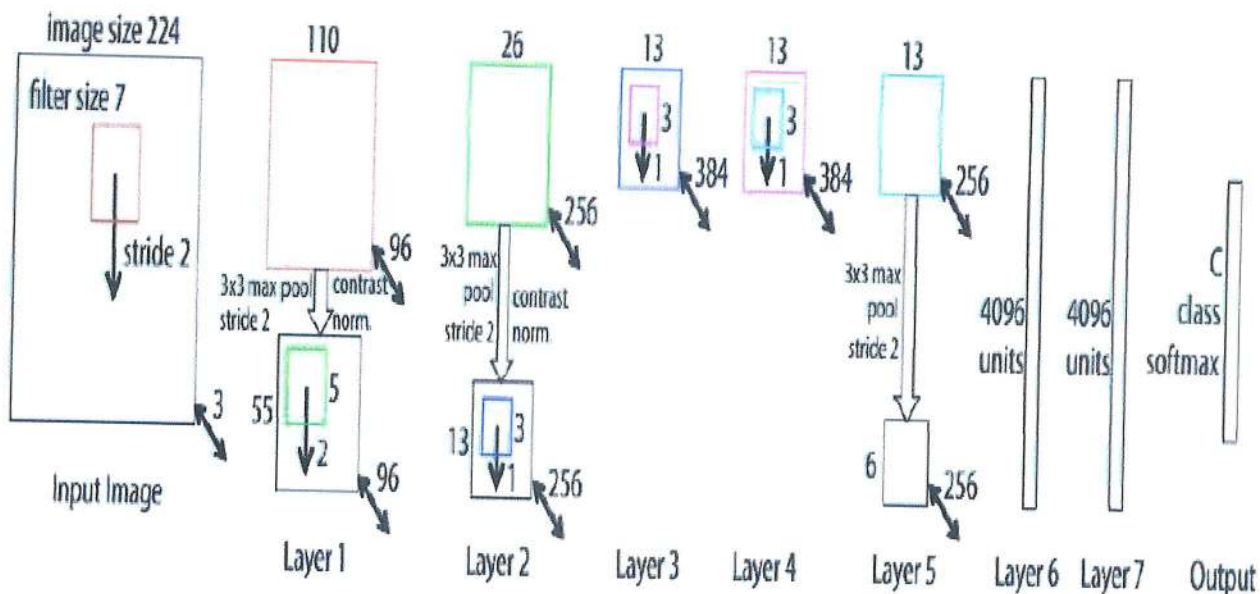 image size 224
filter size 7
stride 2
3
Input Image
110
96
3x3 max pool
stride 2
contrast
norm.
55
5
2
96
Layer 1
26
256
3x3 max
pool
stride 2
contrast
norm.
13
3
1
256
Layer 2
13
3
1
384
Layer 3
13
3
1
384
Layer 4
13
256
3x3 max
pool
stride 2
6
256
Layer 5
4096
units
Layer 6
4096
units
Layer 7
C
class
softmax
Output